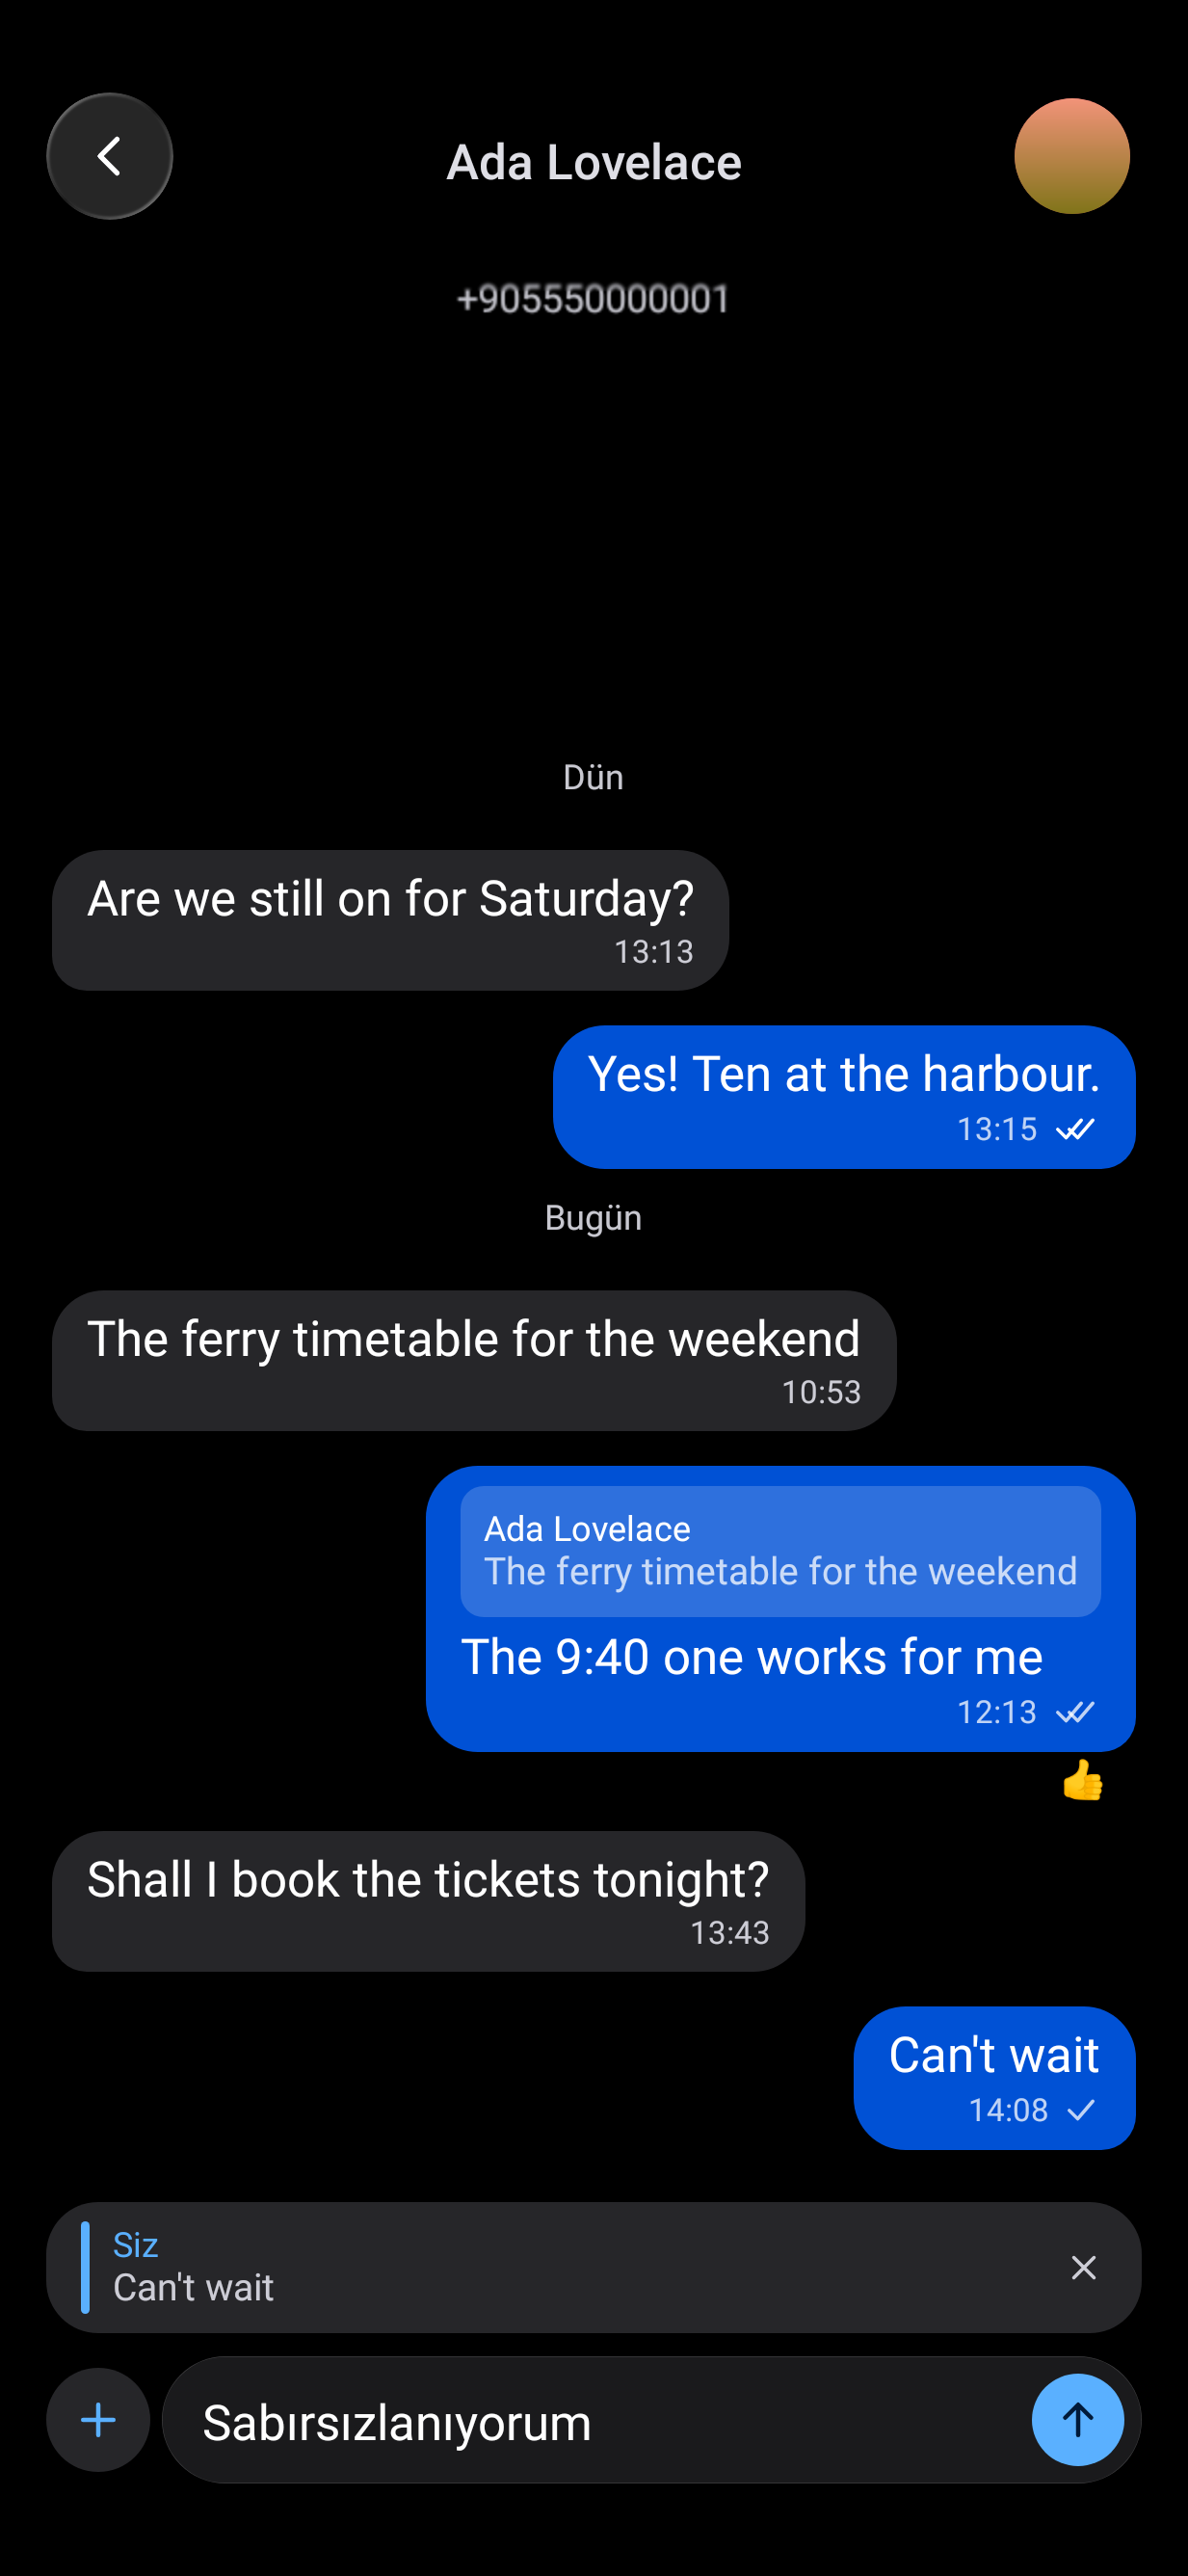 Ada Lovelace
+905550000001
Dün
Are we still on for Saturday?
13:13
Yes! Ten at the harbour.
13:15
Bugün
The ferry timetable for the weekend
10:53
Ada Lovelace
The ferry timetable for the weekend
The 9:40 one works for me
12:13
👍
Shall I book the tickets tonight?
13:43
Can't wait
14:08
Siz
Can't wait
Sabırsızlanıyorum